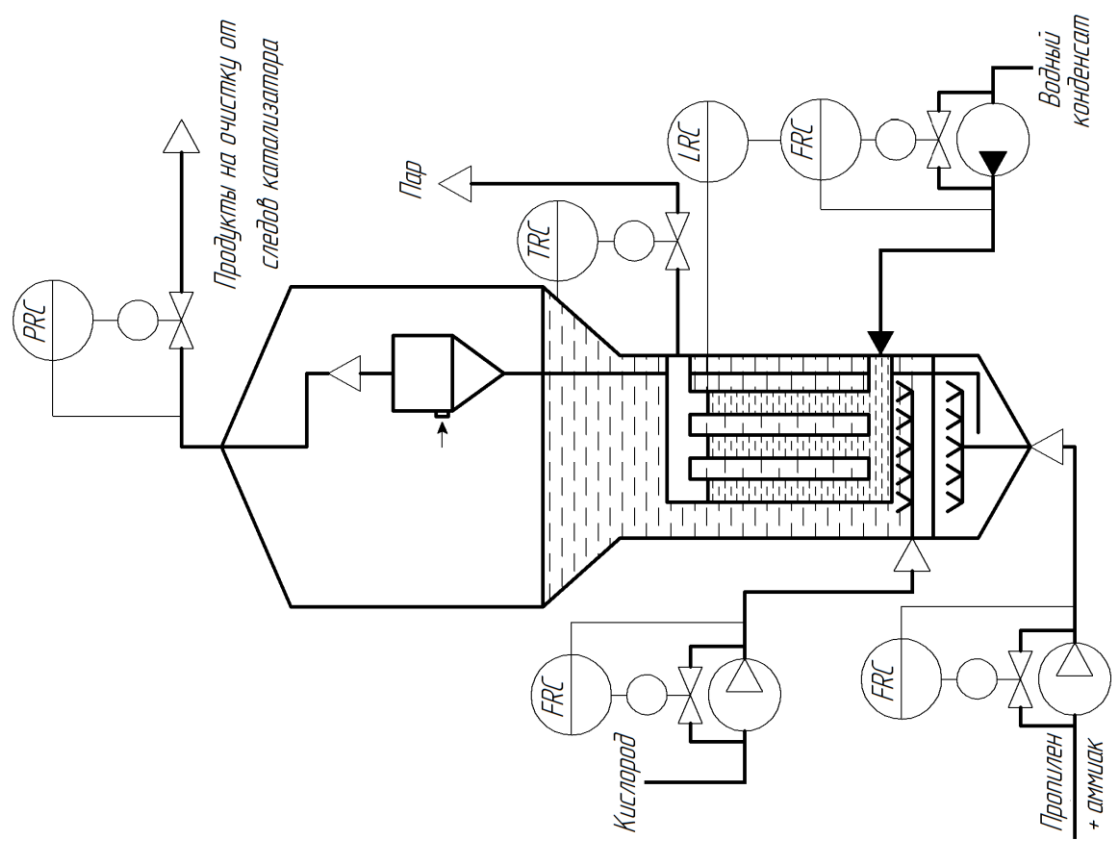 PRC
Продукты на очистку от
следов катализатора
Пар
TRC
LRC
FRC
Водный
конденсат
FRC
Кислород
FRC
Пропилен
+ аммиак